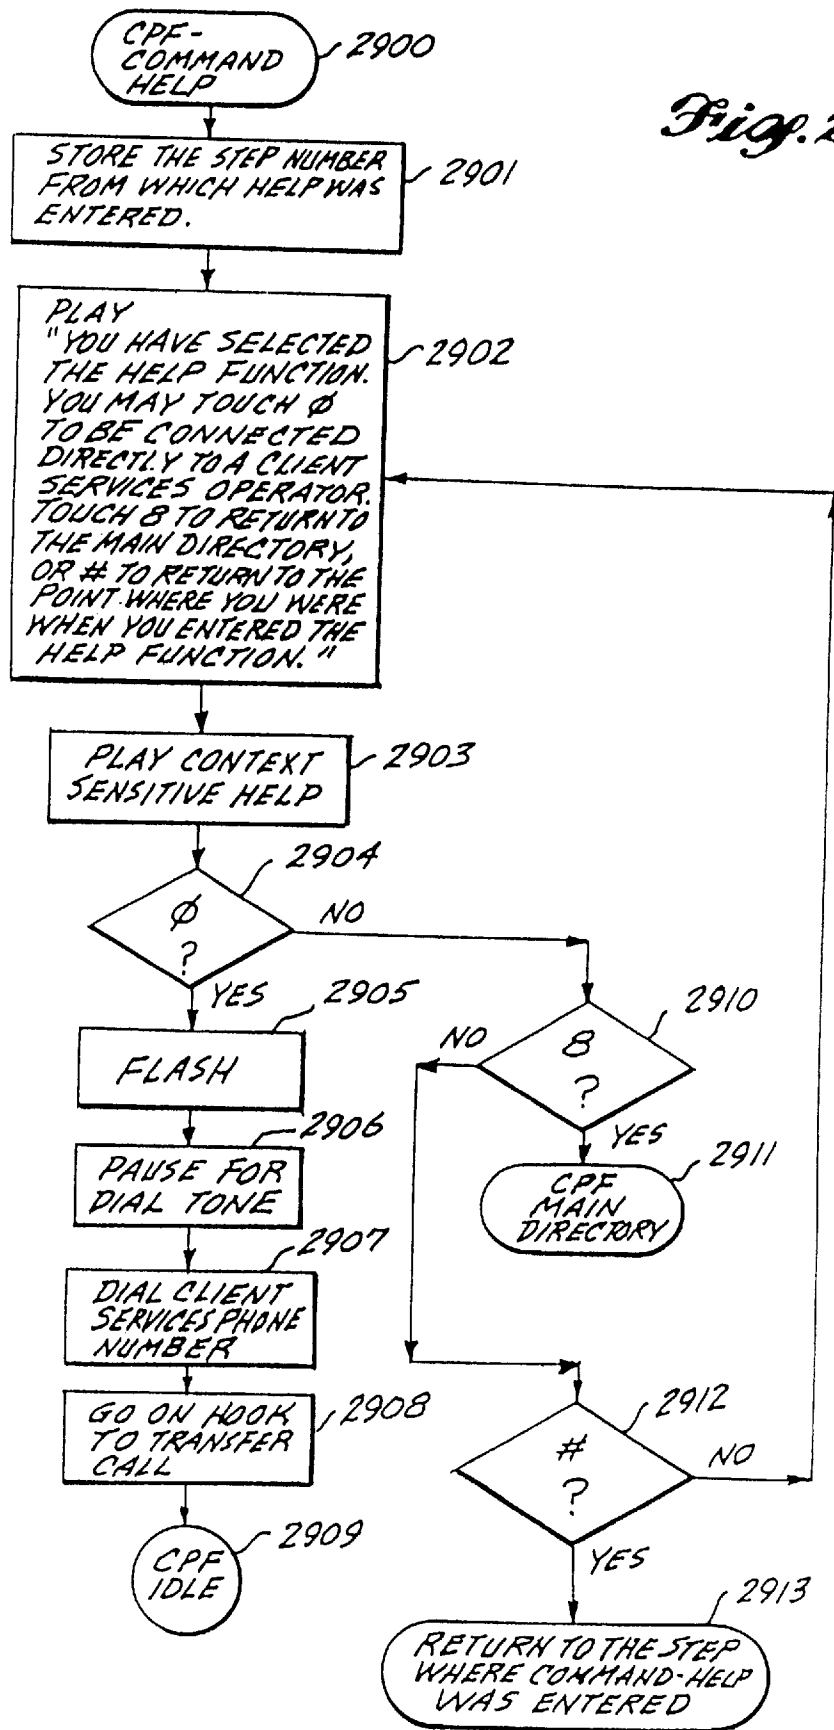 CPF-
COMMAND
HELP
2900
Fig. 2
STORE THE STEP NUMBER
FROM WHICH HELP WAS
ENTERED.
2901
PLAY
"YOU HAVE SELECTED
THE HELP FUNCTION.
YOU MAY TOUCH Ø
TO BE CONNECTED
DIRECTLY TO A CLIENT
SERVICES OPERATOR.
TOUCH 8 TO RETURN TO
THE MAIN DIRECTORY,
OR # TO RETURN TO THE
POINT WHERE YOU WERE
WHEN YOU ENTERED THE
HELP FUNCTION."
2902
PLAY CONTEXT
SENSITIVE HELP
2903
2904
Ø
?
NO
YES
2905
FLASH
2906
PAUSE FOR
DIAL TONE
2907
DIAL CLIENT
SERVICES PHONE
NUMBER
GO ON HOOK
TO TRANSFER
CALL
2908
CPF
IDLE
2909
2910
8
?
NO
YES
2911
CPF
MAIN
DIRECTORY
2912
#
?
NO
YES
2913
RETURN TO THE STEP
WHERE COMMAND-HELP
WAS ENTERED